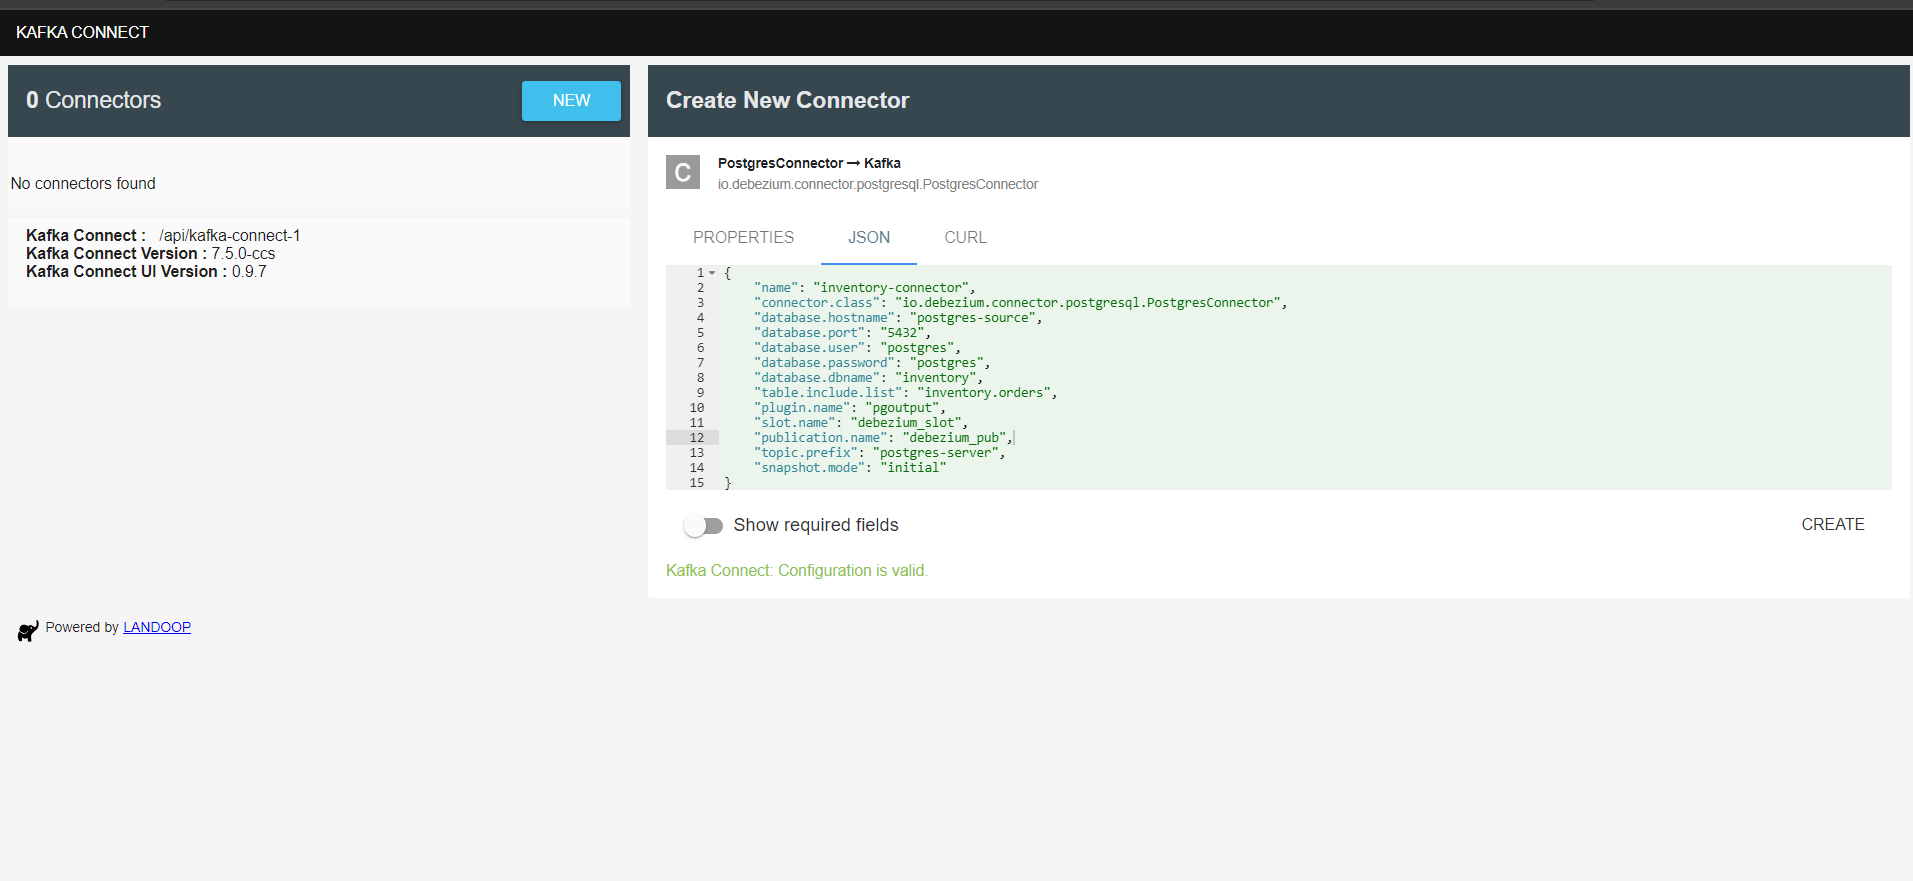 KAFKA CONNECT
0 Connectors
NEW
No connectors found
Kafka Connect : /api/kafka-connect-1
Kafka Connect Version : 7.5.0-ccs
Kafka Connect UI Version : 0.9.7
Powered by LANDOOP
Create New Connector
C
PostgresConnector → Kafka
io.debezium.connector.postgresql.PostgresConnector
PROPERTIES JSON CURL
1 {
2 "name": "inventory-connector",
3 "connector.class": "io.debezium.connector.postgresql.PostgresConnector",
4 "database.hostname": "postgres-source",
5 "database.port": "5432",
6 "database.user": "postgres",
7 "database.password": "postgres",
8 "database.dbname": "inventory",
9 "table.include.list": "inventory.orders",
10 "plugin.name": "pgoutput",
11 "slot.name": "debezium_slot",
12 "publication.name": "debezium_pub",
13 "topic.prefix": "postgres-server",
14 "snapshot.mode": "initial"
15 }
Show required fields
CREATE
Kafka Connect: Configuration is valid.